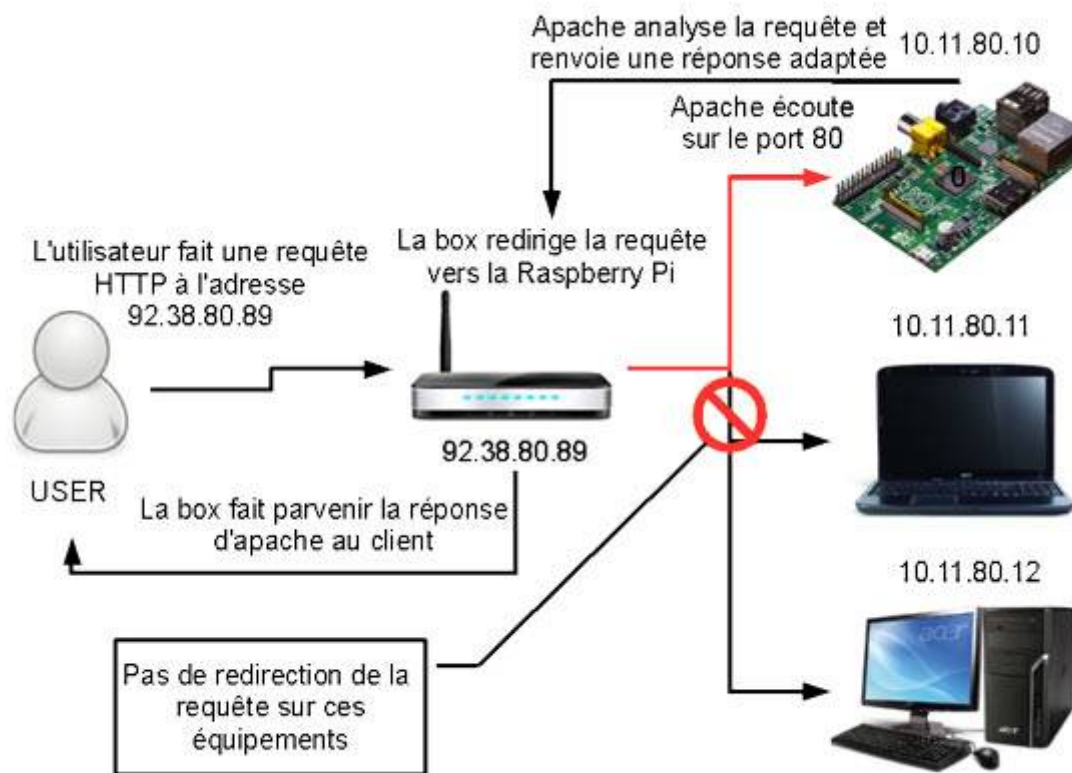 Apache analyse la requête et
renvoie une réponse adaptée
10.11.80.10
Apache écoute
sur le port 80
0
L'utilisateur fait une requête
HTTP à l'adresse
92.38.80.89
La box redirige la requête
vers la Raspberry Pi
10.11.80.11
92.38.80.89
USER
La box fait parvenir la réponse
d'apache au client
10.11.80.12
acer
Pas de redirection de la
requête sur ces
équipements